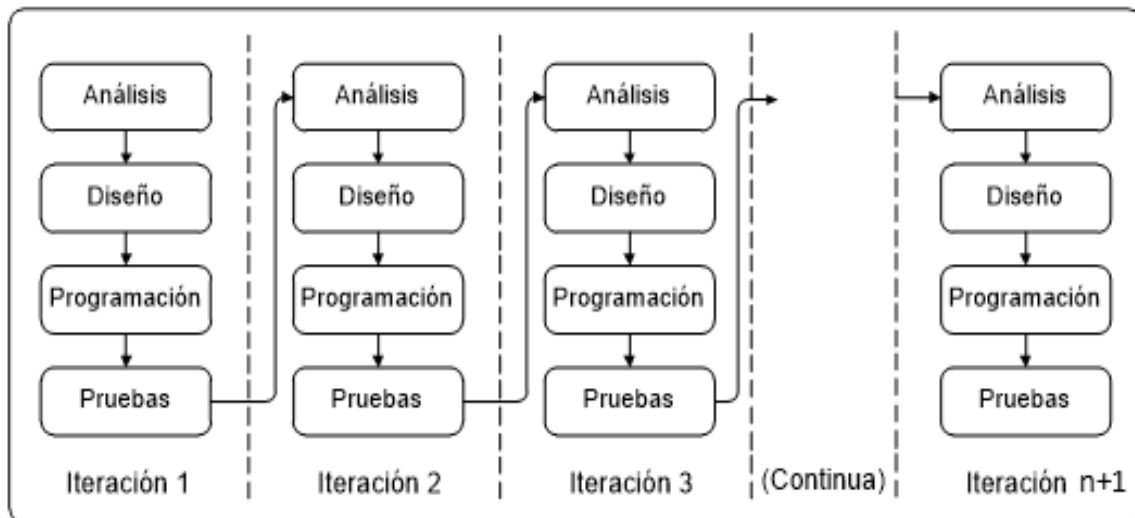 Análisis
Diseño
Programación
Pruebas
Iteración 1
Análisis
Diseño
Programación
Pruebas
Iteración 2
Análisis
Diseño
Programación
Pruebas
Iteración 3
(Continua)
Análisis
Diseño
Programación
Pruebas
Iteración n+1